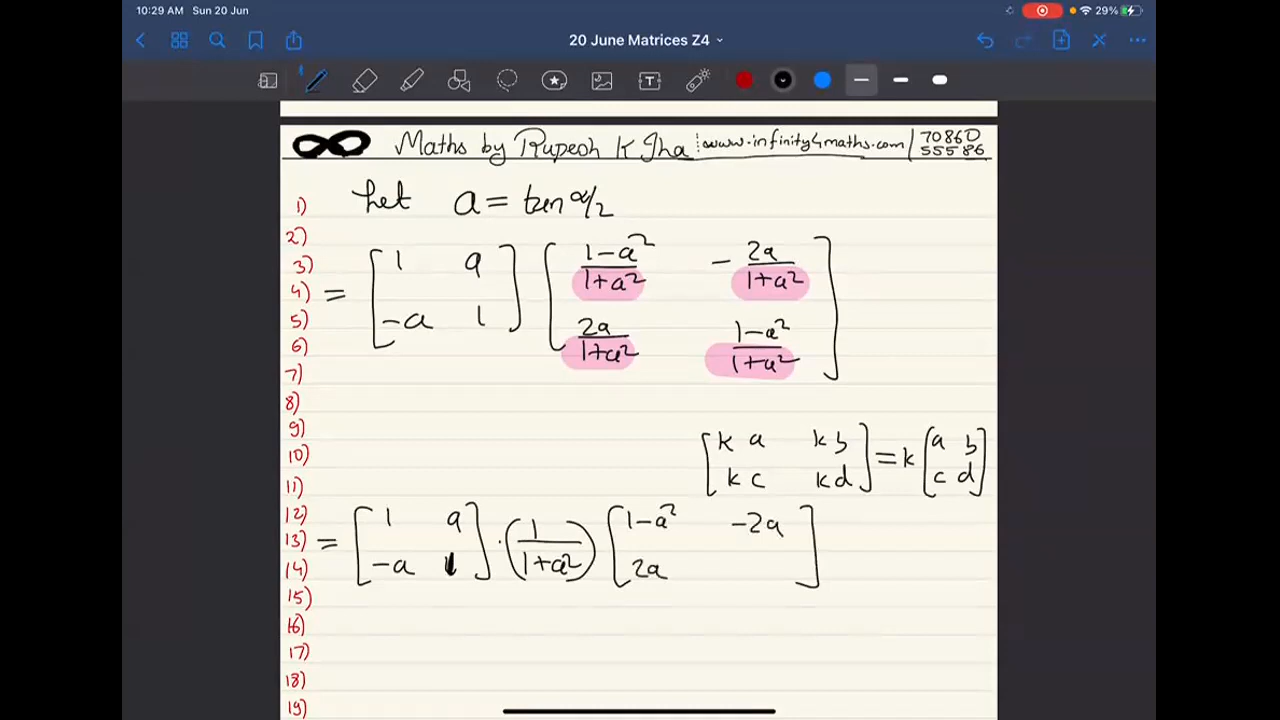 10:29 AM Sun 20 Jun 29%
20 June Matrices Z4
∞ Maths by Rupesh K Jha www.infinity4maths.com / 70860 55586
1) Let a = tan α/2
2)
3) [ 1 a ] [ (1-a²)/(1+a²) - 2a/(1+a²) ]
4) =
5) [ -a 1 ] [ 2a/(1+a²) (1-a²)/(1+a²) ]
6)
7)
8)
9) [ ka kb ] = k [ a b ]
10)
11) [ kc kd ] [ c d ]
12) [ 1 a ] · (1/(1+a²)) [ 1-a² -2a ]
13) =
14) [ -a 1 ] [ 2a ]
15)
16)
17)
18)
19)